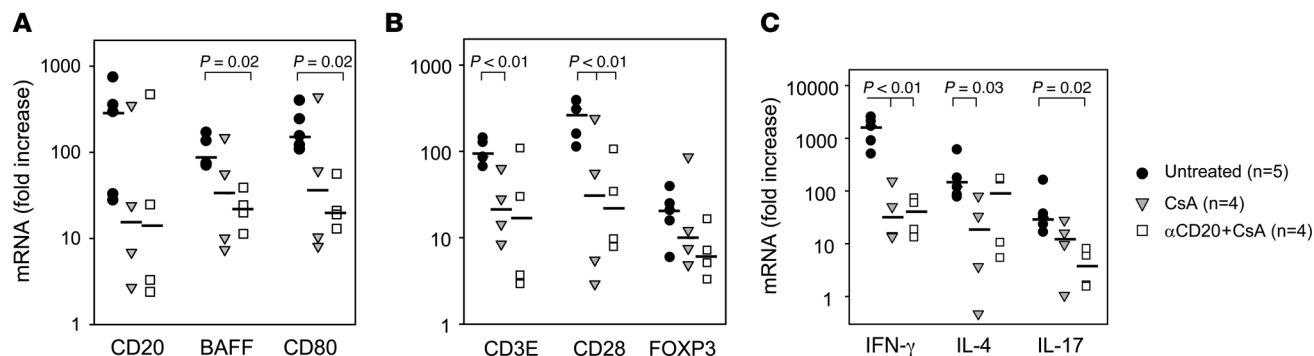 A
mRNA (fold increase)
1000
100
10
1
P = 0.02
P = 0.02
CD20
BAFF
CD80
B
1000
100
10
1
P < 0.01
P < 0.01
CD3E
CD28
FOXP3
C
mRNA (fold increase)
10000
1000
100
10
1
P < 0.01
P = 0.03
P = 0.02
IFN-γ
IL-4
IL-17
Untreated (n=5)
CsA (n=4)
αCD20+CsA (n=4)